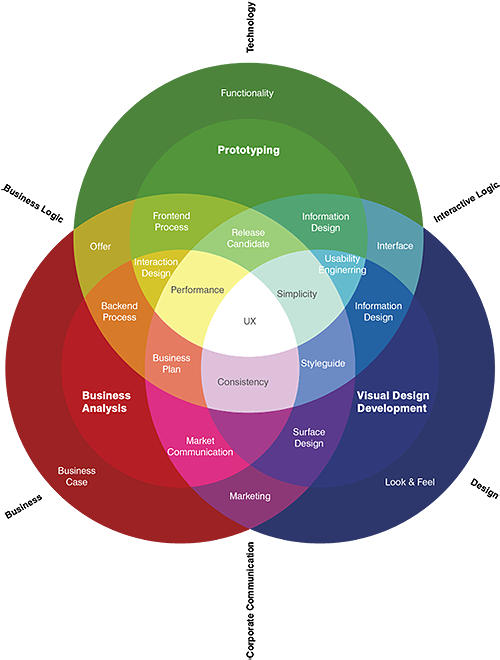 Technology
Functionality
Prototyping
Business Logic
Interactive Logic
Frontend
Process
Information
Design
Release
Candidate
Offer
Interface
Interaction
Design
Usability
Enginerring
Performance
Simplicity
Backend
Process
Information
Design
UX
Business
Plan
Styleguide
Consistency
Business
Analysis
Visual Design
Development
Market
Communication
Surface
Design
Business
Case
Look & Feel
Marketing
Business
Design
Corporate Communication